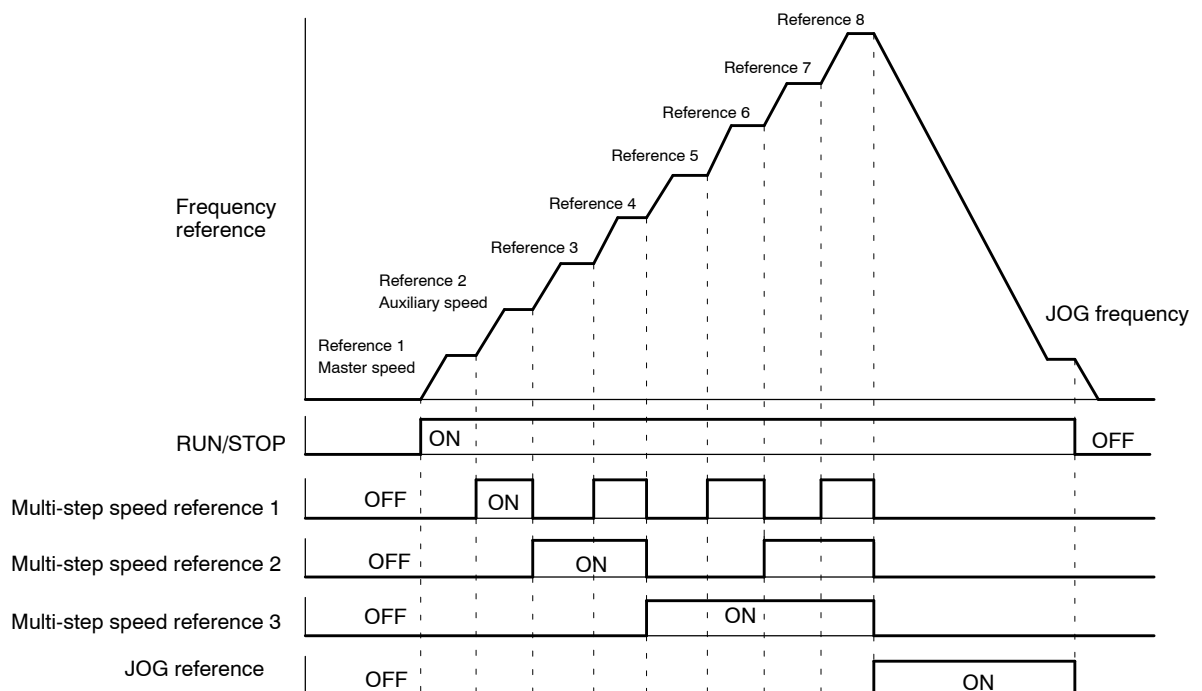 Reference 8
Reference 7
Reference 6
Reference 5
Reference 4
Reference 3
Reference 2
Auxiliary speed
Reference 1
Master speed
Frequency
reference
JOG frequency
RUN/STOP ON OFF
Multi-step speed reference 1 OFF ON
Multi-step speed reference 2 OFF ON
Multi-step speed reference 3 OFF ON
JOG reference OFF ON